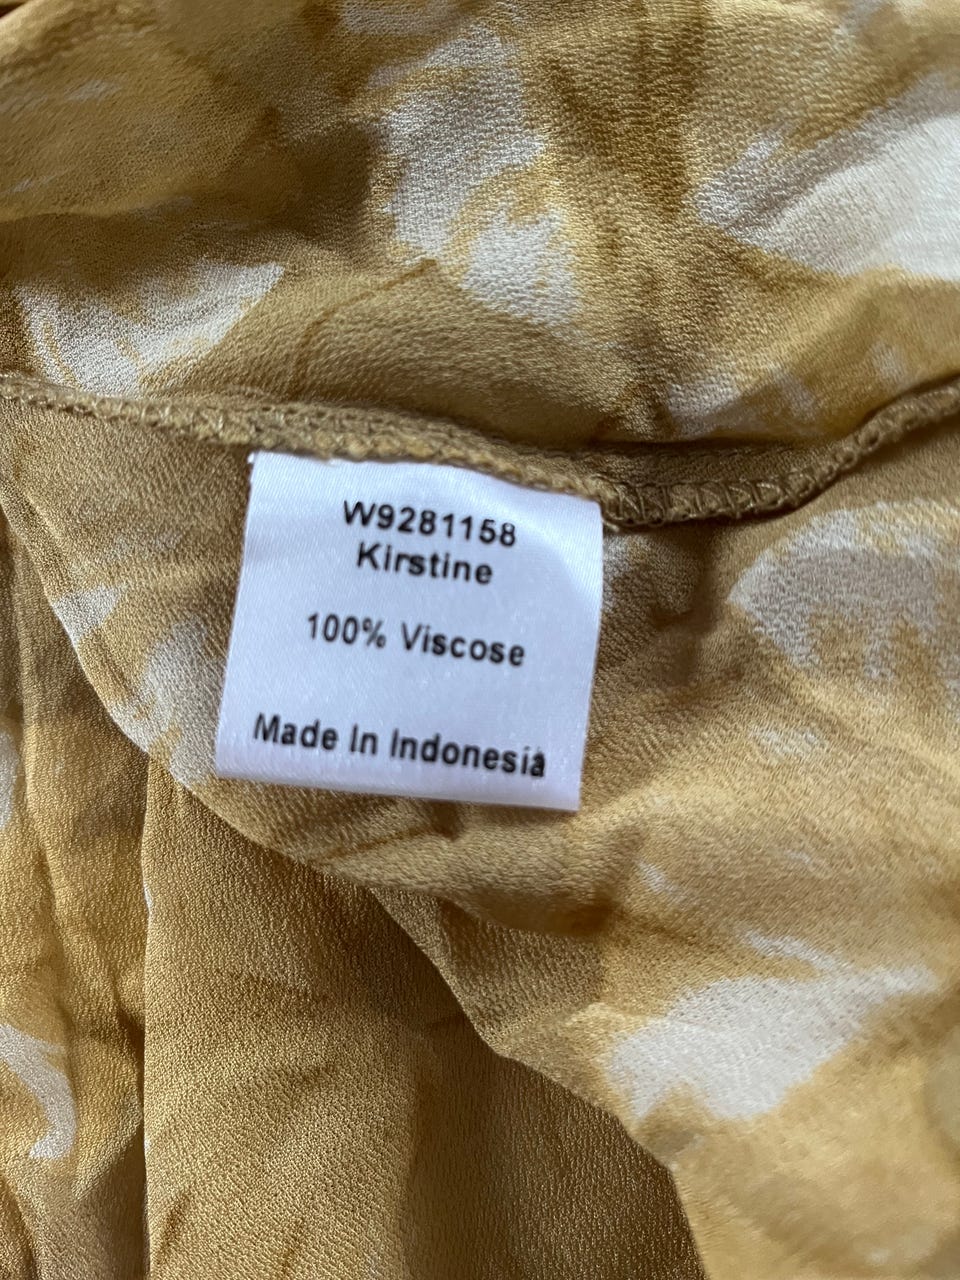 W9281158
Kirstine
100% Viscose
Made In Indonesia